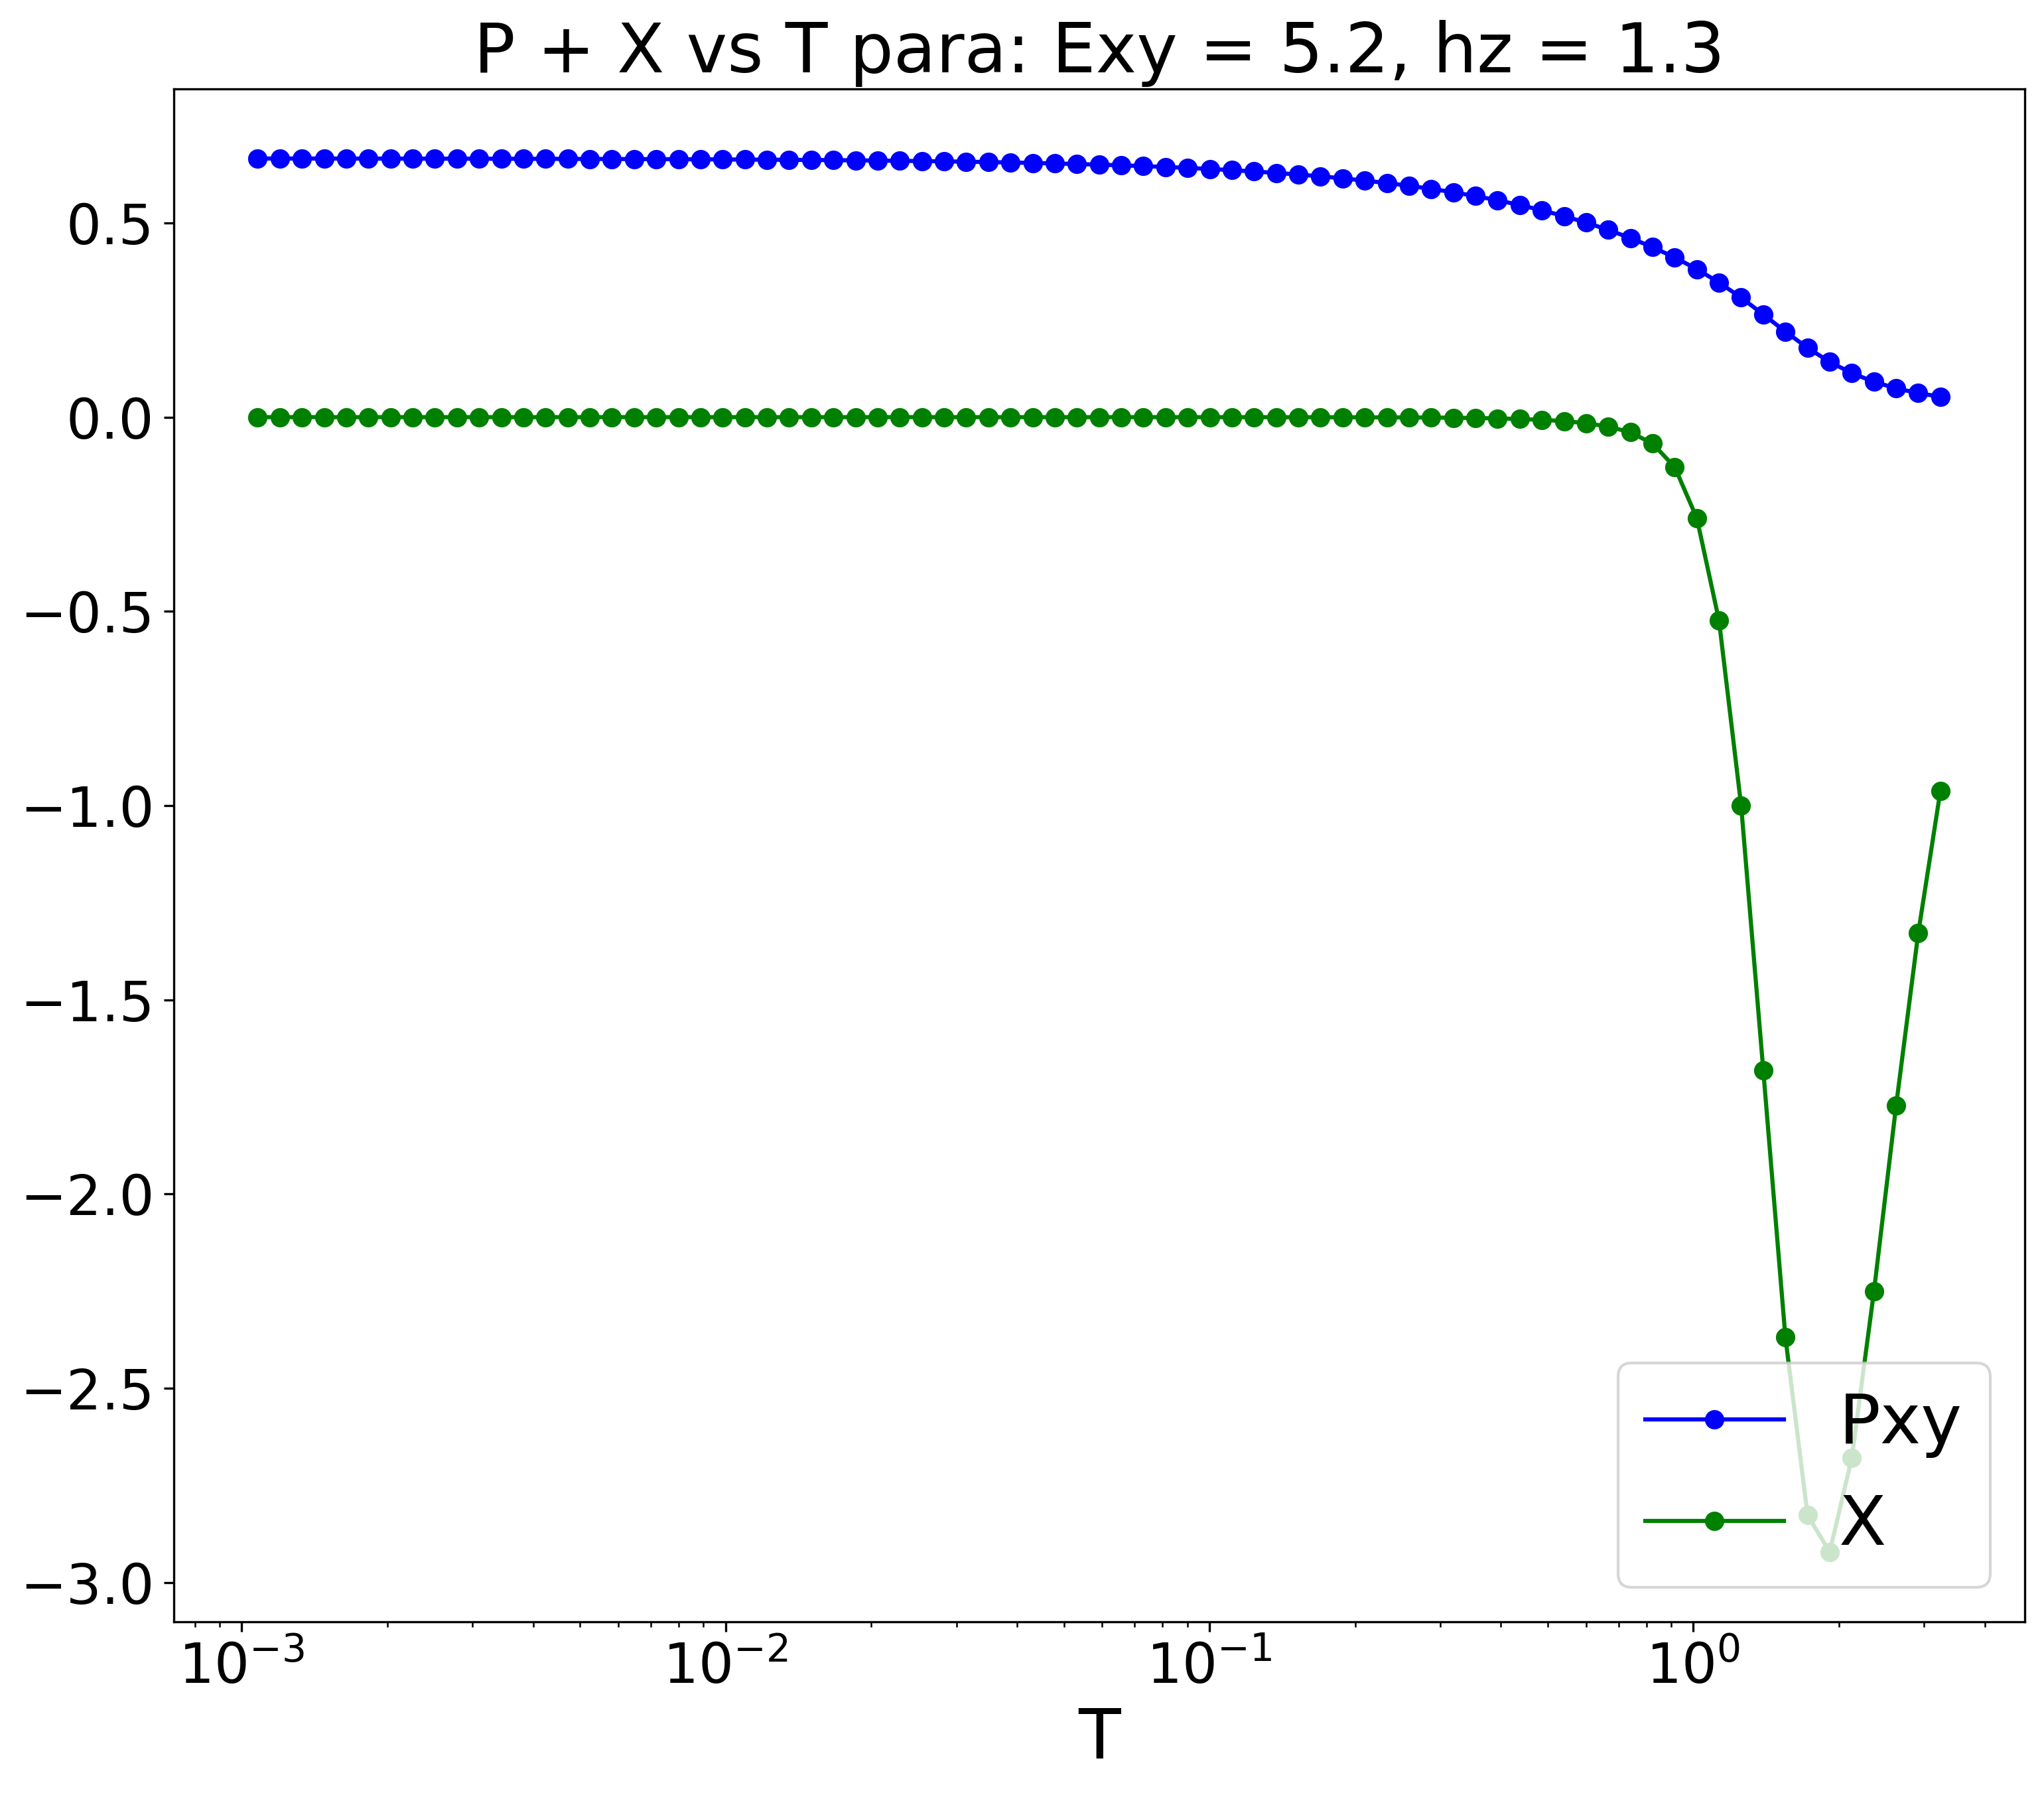 P + X vs T para: Exy = 5.2, hz = 1.3
0.5
0.0
−0.5
−1.0
−1.5
−2.0
−2.5
−3.0
Pxy
X
10⁻³ 10⁻² 10⁻¹ 10⁰
T